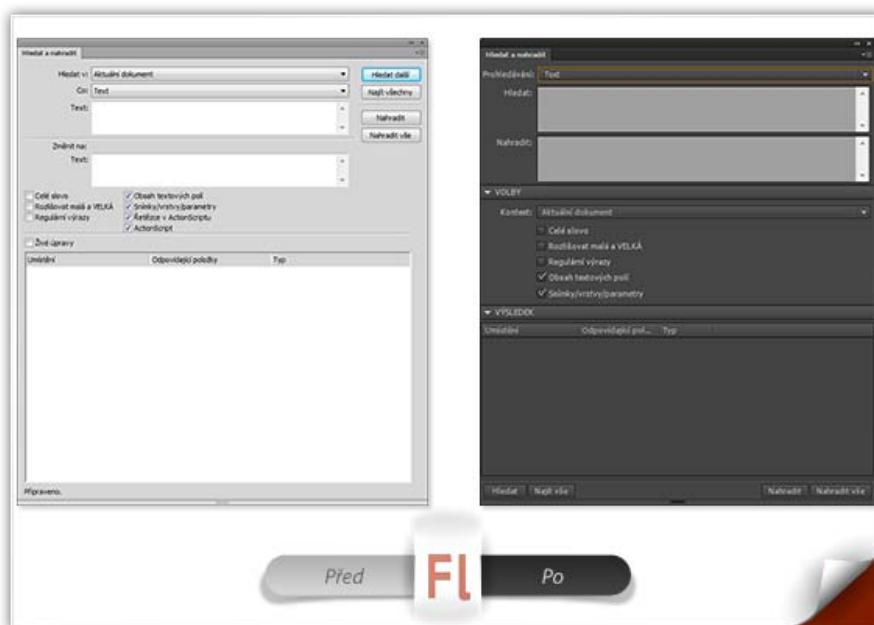 Hledat a nahradit
Hledat v: Aktuální dokument
Hledat další
Co: Text
Najít všechny
Text:
Nahradit
Nahradit vše
Změnit na:
Text:
Celé slovo
Obsah textových polí
Rozlišovat malá a VELKÁ
Snímky/vrstvy/parametry
Regulární výrazy
Řetězce v ActionScriptu
ActionScript
Živé úpravy
Umístění Odpovídající položky Typ
Připraveno.
Hledat a nahradit
Prohledávání: Text
Hledat:
Nahradit:
VOLBY
Kontext: Aktuální dokument
Celé slovo
Rozlišovat malá a VELKÁ
Regulární výrazy
Obsah textových polí
Snímky/vrstvy/parametry
VÝSLEDEK
Umístění Odpovídající pol... Typ
Hledat Najít vše Nahradit Nahradit vše
Před Fl Po